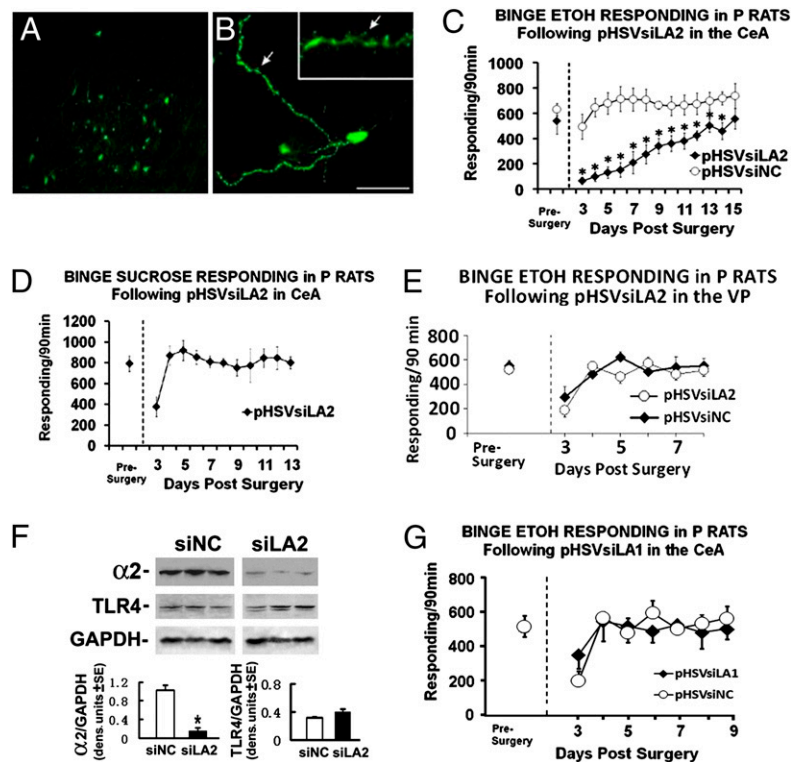 A
B
C
BINGE ETOH RESPONDING in P RATS
Following pHSVsiLA2 in the CeA
Responding/90min
1000
800
600
400
200
0
* * * * * * * * * * * *
pHSVsiLA2
pHSVsiNC
Pre-
Surgery
3 5 7 9 11 13 15
Days Post Surgery
D
BINGE SUCROSE RESPONDING in P RATS
Following pHSVsiLA2 in CeA
Responding/90min
1200
1000
800
600
400
200
0
pHSVsiLA2
Pre-
Surgery
3 5 7 9 11 13
Days Post Surgery
E
BINGE ETOH RESPONDING in P RATS
Following pHSVsiLA2 in the VP
Responding/90 min
800
600
400
200
0
pHSVsiLA2
pHSVsiNC
Pre-
Surgery
3 5 7
Days Post Surgery
F
siNC siLA2
α2-
TLR4-
GAPDH-
α2/GAPDH
(dens. units ±SE)
1.2
0.8
0.4
0
*
siNC siLA2
TLR4/GAPDH
(dens. units ±SE)
0.8
0.4
0
siNC siLA2
G
BINGE ETOH RESPONDING in P RATS
Following pHSVsiLA1 in the CeA
Responding/90min
800
600
400
200
0
pHSVsiLA1
pHSVsiNC
Pre-
Surgery
3 5 7 9
Days Post Surgery